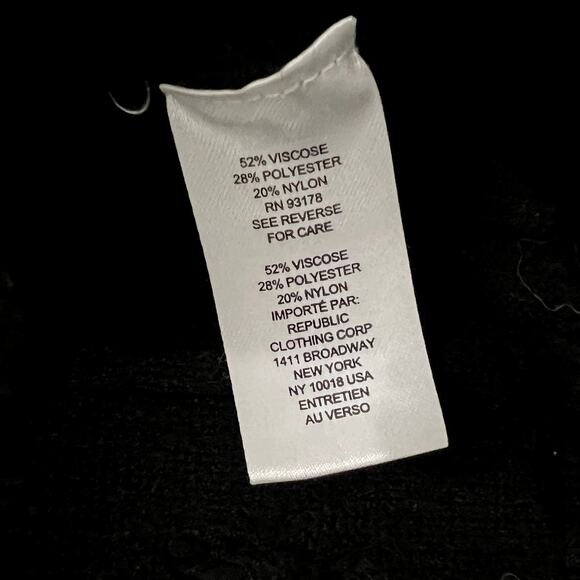 52% VISCOSE
28% POLYESTER
20% NYLON
RN 93178
SEE REVERSE
FOR CARE
52% VISCOSE
28% POLYESTER
20% NYLON
IMPORTÉ PAR:
REPUBLIC
CLOTHING CORP
1411 BROADWAY
NEW YORK
NY 10018 USA
ENTRETIEN
AU VERSO